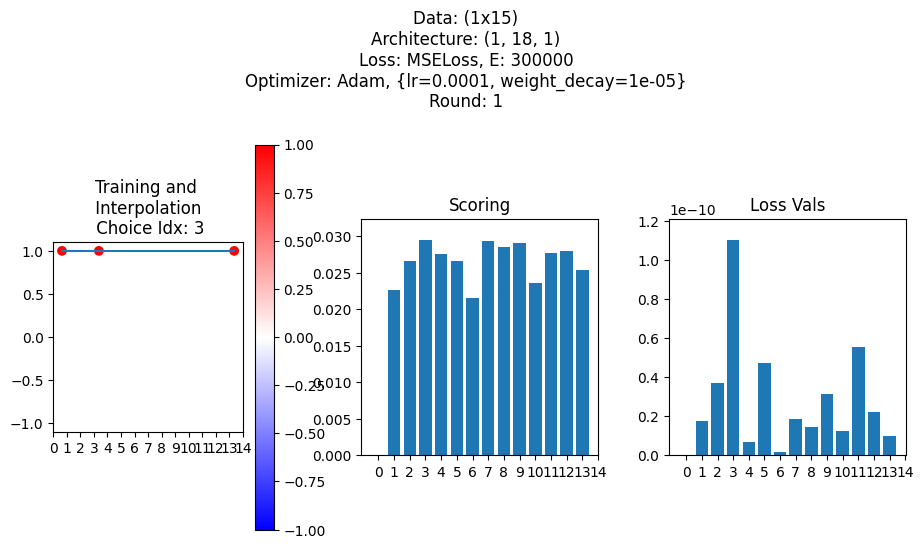 Data: (1x15)
Architecture: (1, 18, 1)
Loss: MSELoss, E: 300000
Optimizer: Adam, {lr=0.0001, weight_decay=1e-05}
Round: 1
Training and
Interpolation
Choice Idx: 3
1.0
0.5
0.0
−0.5
−1.0
0 1 2 3 4 5 6 7 8 9 10 11 12 13 14
1.00
0.75
0.50
0.25
0.00
−0.25
−0.50
−0.75
−1.00
Scoring
0.030
0.025
0.020
0.015
0.010
0.005
0.000
0 1 2 3 4 5 6 7 8 9 10 11 12 13 14
Loss Vals
1e−10
1.2
1.0
0.8
0.6
0.4
0.2
0.0
0 1 2 3 4 5 6 7 8 9 10 11 12 13 14